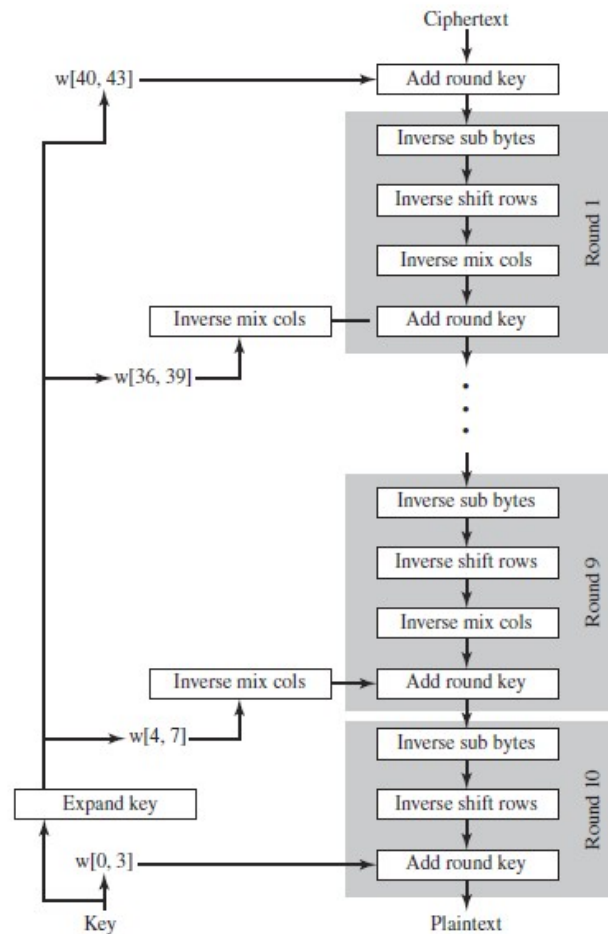 Ciphertext
w[40, 43]
Add round key
Inverse sub bytes
Inverse shift rows
Round 1
Inverse mix cols
Inverse mix cols
Add round key
w[36, 39]
Inverse sub bytes
Inverse shift rows
Round 9
Inverse mix cols
Inverse mix cols
Add round key
w[4, 7]
Inverse sub bytes
Expand key
Inverse shift rows
Round 10
w[0, 3]
Add round key
Key
Plaintext